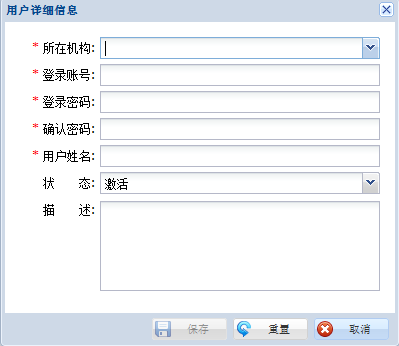 用户详细信息
* 所在机构:
* 登录账号:
* 登录密码:
* 确认密码:
* 用户姓名:
状 态: 激活
描 述:
保存 重置 取消